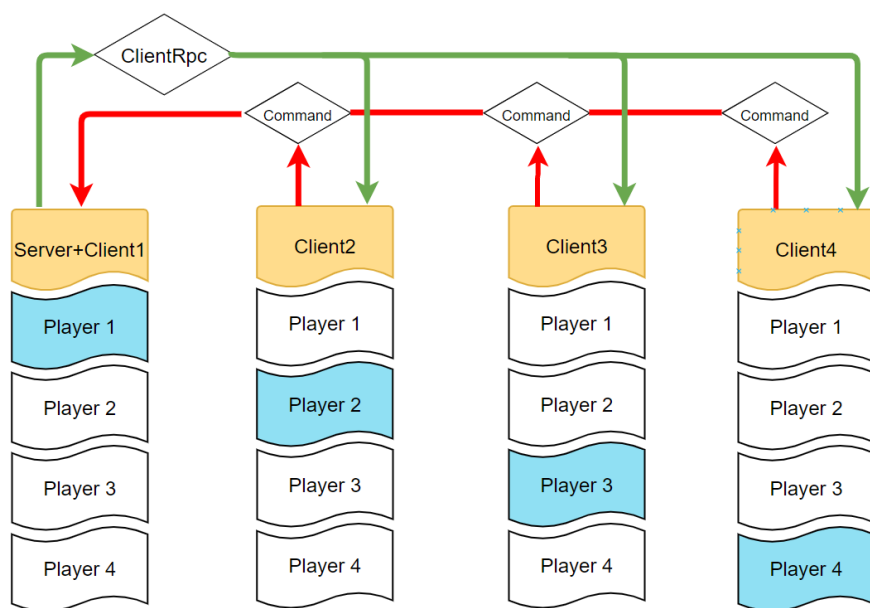 ClientRpc
Command
Command
Command
Server+Client1
Client2
Client3
Client4
Player 1
Player 1
Player 1
Player 1
Player 2
Player 2
Player 2
Player 2
Player 3
Player 3
Player 3
Player 3
Player 4
Player 4
Player 4
Player 4